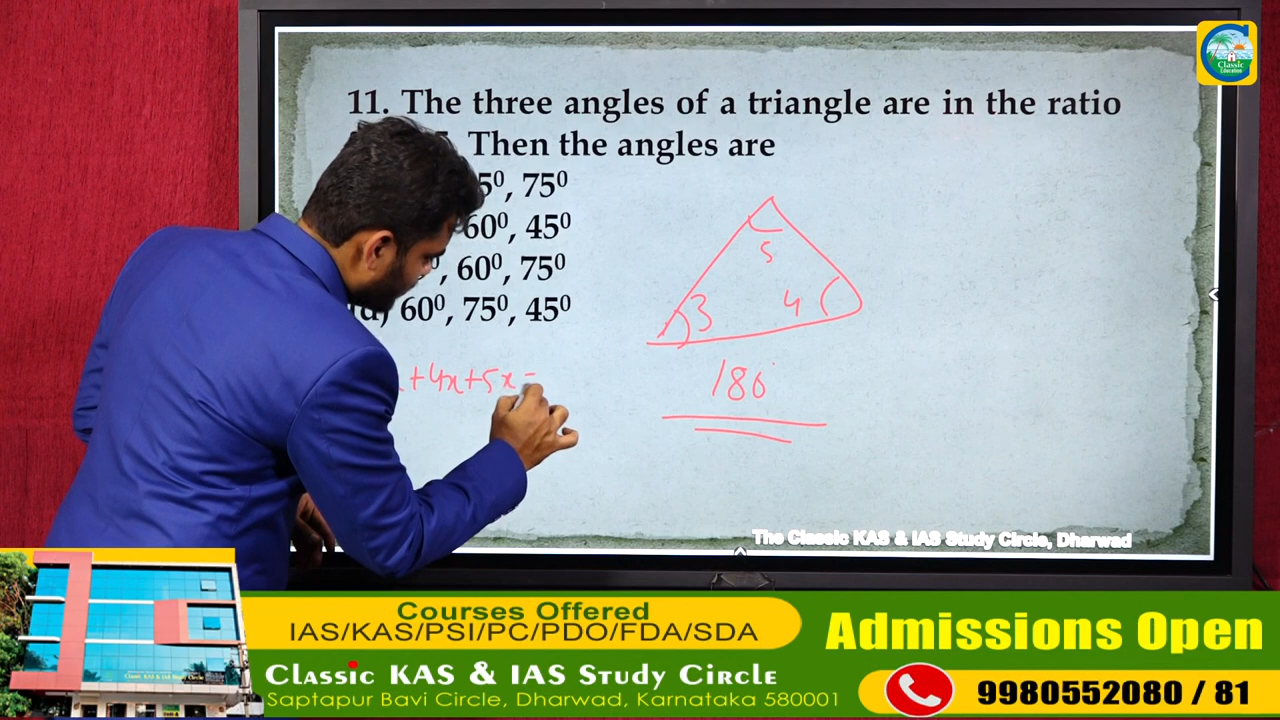 11. The three angles of a triangle are in the ratio
Then the angles are
5⁰, 75⁰
60⁰, 45⁰
⁰, 60⁰, 75⁰
(d) 60⁰, 75⁰, 45⁰
5
3
4
+4x+5x=
180°
The Classic KAS & IAS Study Circle, Dharwad
Classic
Education
Courses Offered
IAS/KAS/PSI/PC/PDO/FDA/SDA
Classic KAS & IAS Study Circle
Saptapur Bavi Circle, Dharwad, Karnataka 580001
Admissions Open
9980552080 / 81